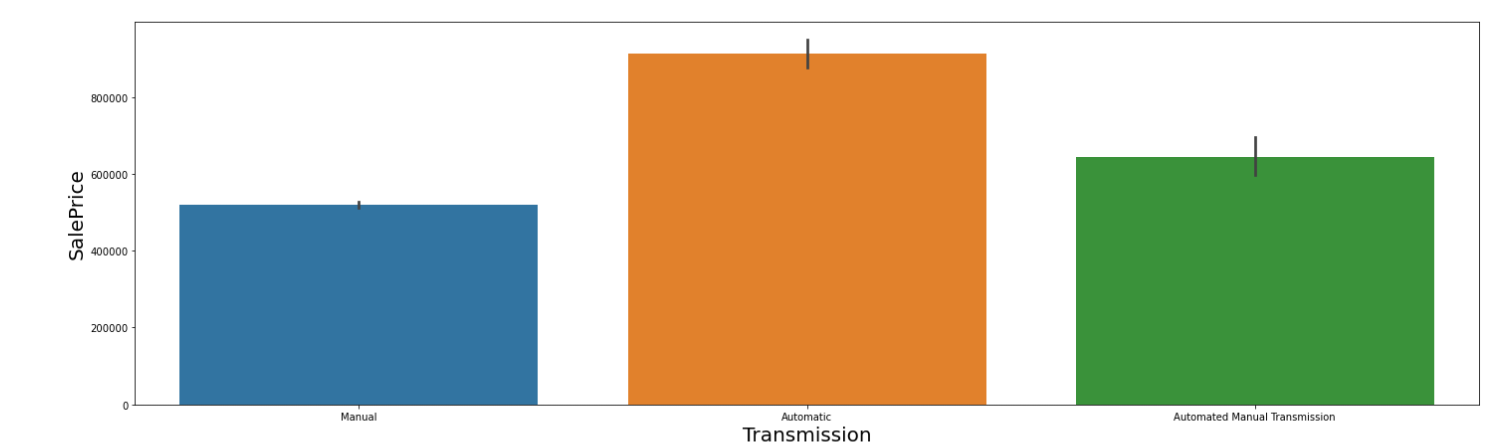 SalePrice
800000
600000
400000
200000
0
Manual
Automatic
Automated Manual Transmission
Transmission